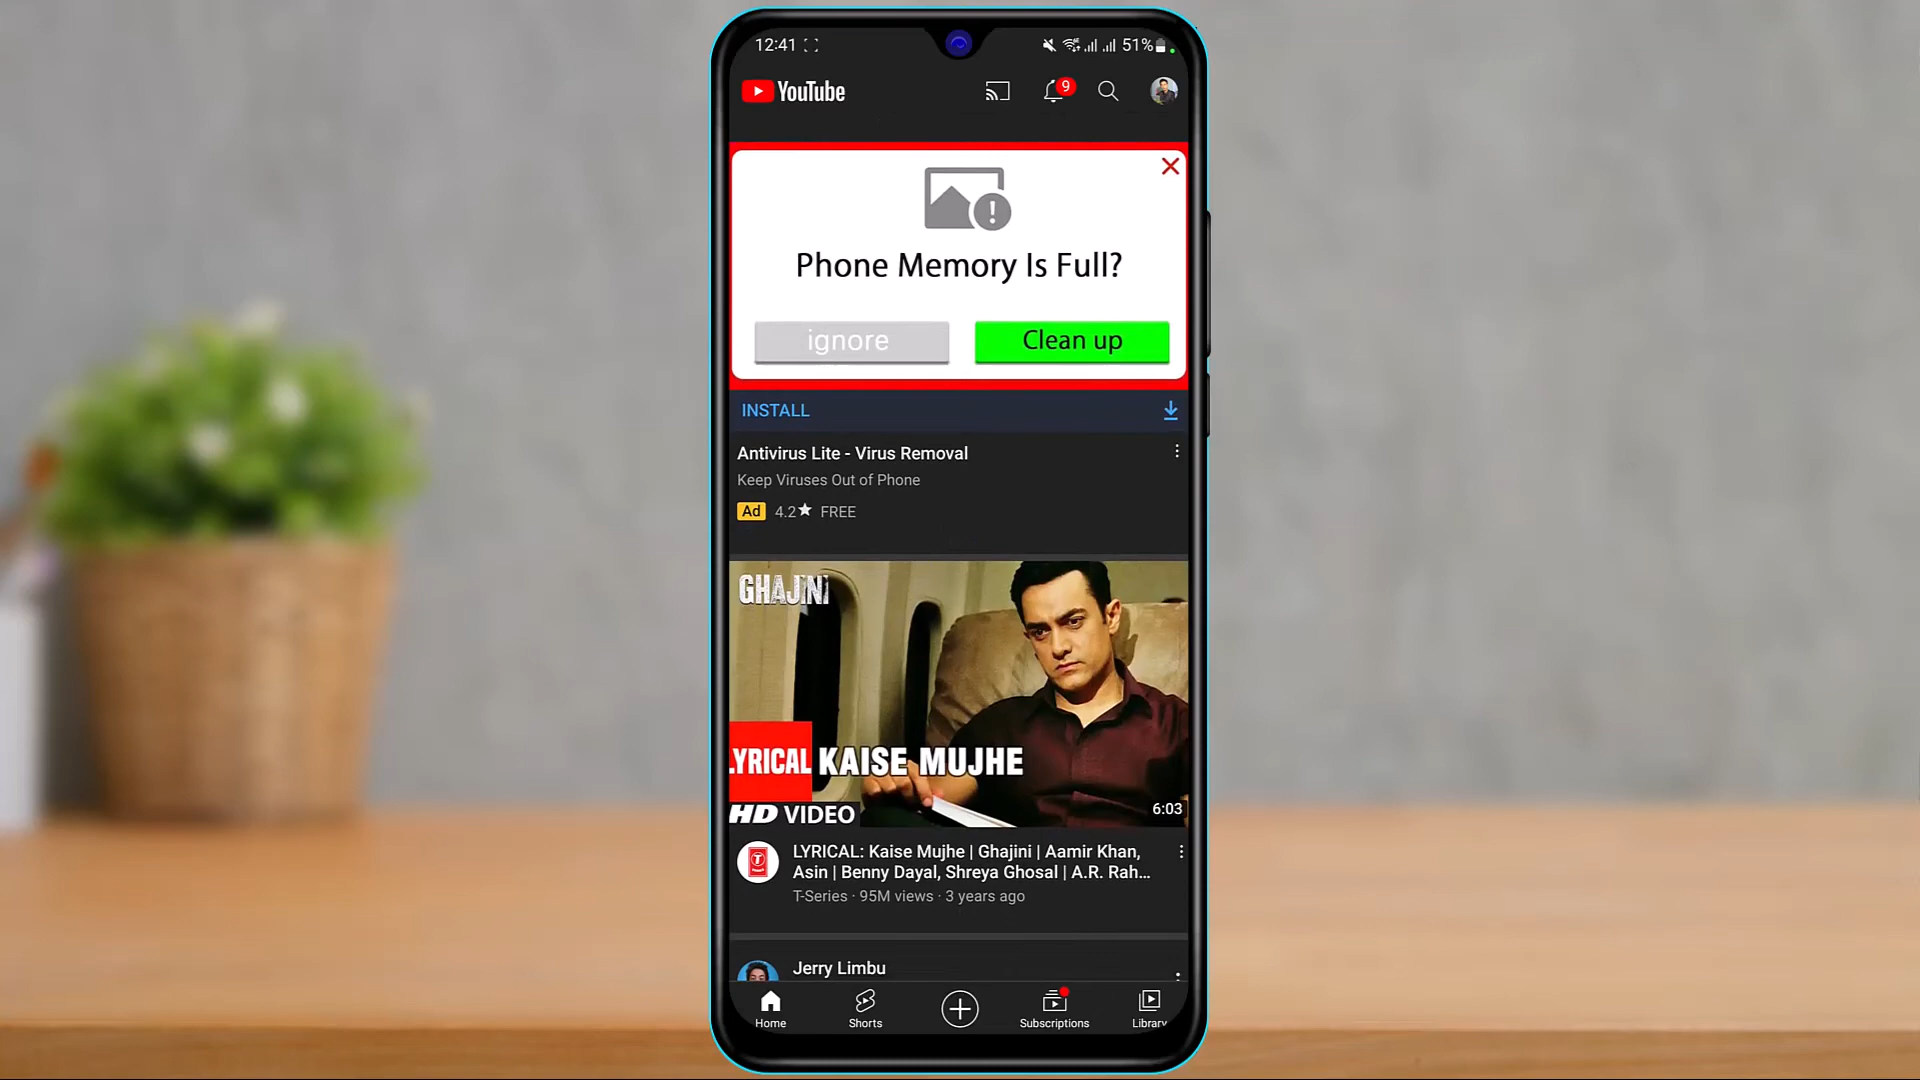 12:41
51%
YouTube
9
Phone Memory Is Full?
ignore
Clean up
INSTALL
Antivirus Lite - Virus Removal
Keep Viruses Out of Phone
Ad 4.2★ FREE
GHAJINI
LYRICAL KAISE MUJHE
HD VIDEO
6:03
LYRICAL: Kaise Mujhe | Ghajini | Aamir Khan,
Asin | Benny Dayal, Shreya Ghosal | A.R. Rah...
T-Series · 95M views · 3 years ago
Jerry Limbu
Home
Shorts
Subscriptions
Library